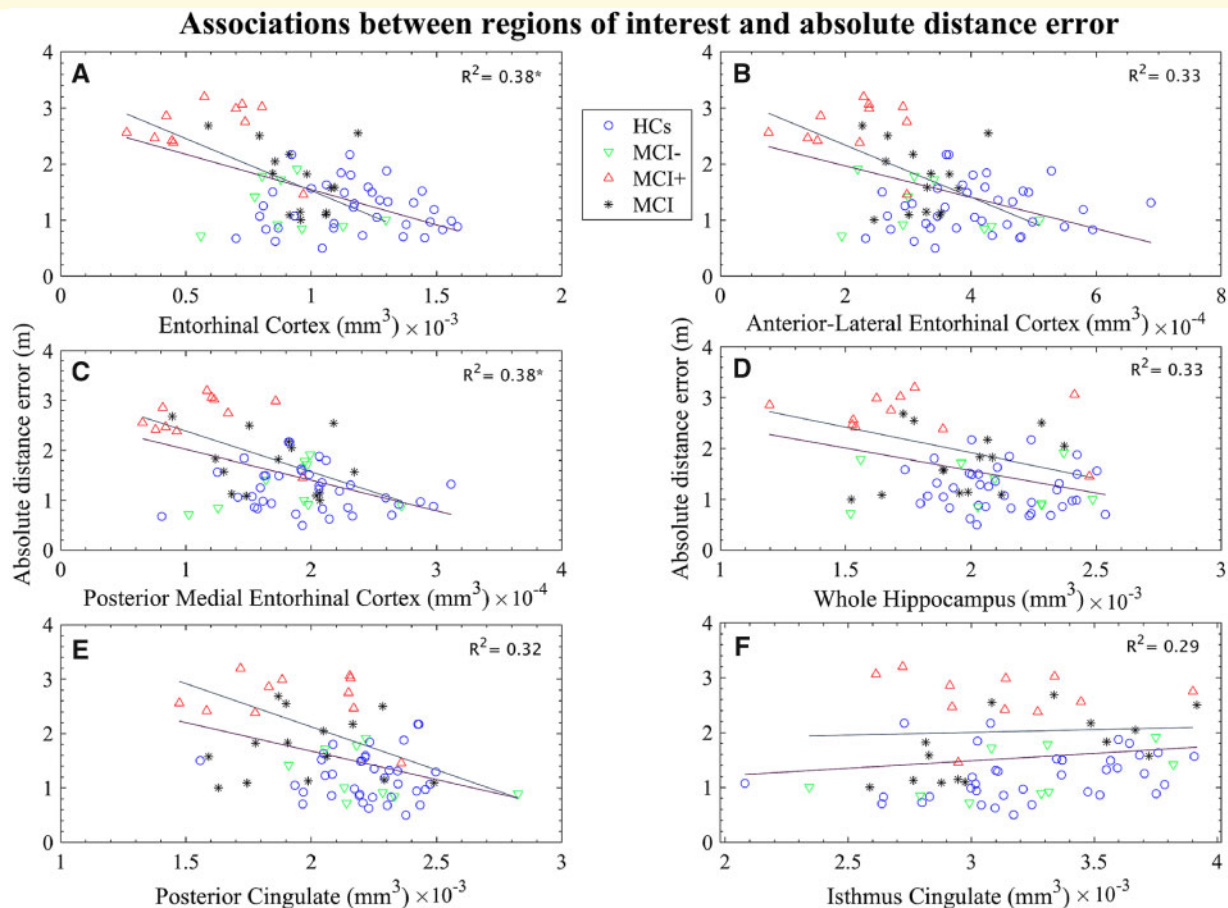 Associations between regions of interest and absolute distance error
A
R²= 0.38*
4
3
2
1
0
0
0.5
1
1.5
2
Entorhinal Cortex (mm³) ×10⁻³
B
R²= 0.33
4
3
2
1
0
0
2
4
6
8
Anterior-Lateral Entorhinal Cortex (mm³) ×10⁻⁴
HCs
MCI-
MCI+
MCI
Absolute distance error (m)
Absolute distance error (m)
C
R²= 0.38*
4
3
2
1
0
0
1
2
3
4
Posterior Medial Entorhinal Cortex (mm³) ×10⁻⁴
D
R²= 0.33
4
3
2
1
0
1
1.5
2
2.5
3
Whole Hippocampus (mm³) ×10⁻³
E
R²= 0.32
4
3
2
1
0
1
1.5
2
2.5
3
Posterior Cingulate (mm³) ×10⁻³
F
R²= 0.29
4
3
2
1
0
2
2.5
3
3.5
4
Isthmus Cingulate (mm³) ×10⁻³